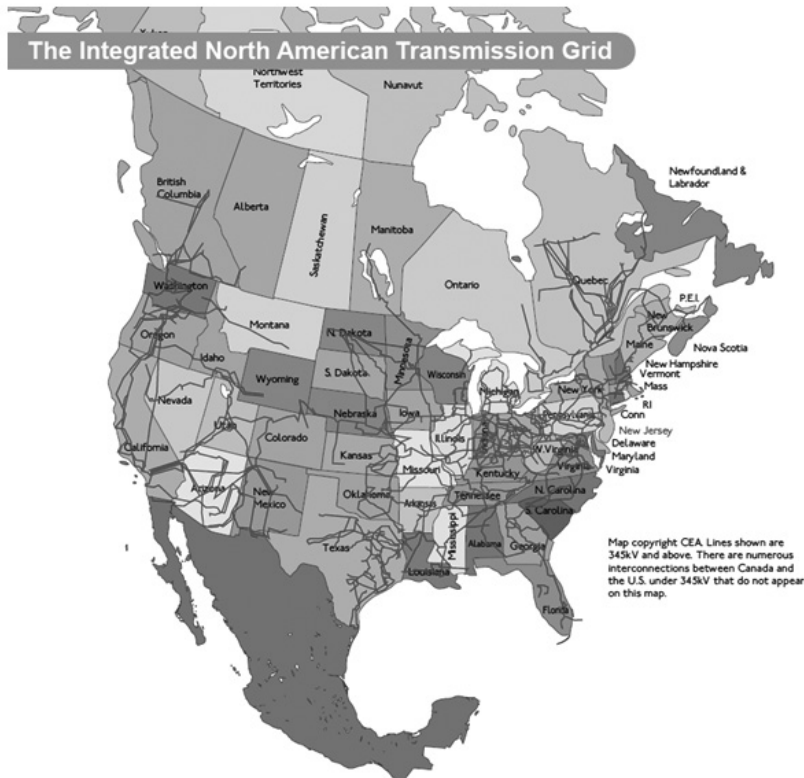 The Integrated North American Transmission Grid
Northwest
Territories
Nunavut
Newfoundland &
Labrador
British
Columbia
Alberta
Saskatchewan
Manitoba
Ontario
Quebec
P.E.I.
New
Brunswick
Nova Scotia
Maine
Washington
Montana
N. Dakota
Minnesota
Oregon
Idaho
Wyoming
S. Dakota
Wisconsin
Michigan
New York
New Hampshire
Vermont
Mass
RI
Conn
New Jersey
Delaware
Maryland
Virginia
Nevada
Utah
Nebraska
Iowa
Illinois
Indiana
Pennsylvania
W.Virginia
Virginia
California
Colorado
Kansas
Missouri
Kentucky
N. Carolina
Arizona
New
Mexico
Oklahoma
Arkansas
Tennessee
S. Carolina
Texas
Louisiana
Mississippi
Alabama
Georgia
Florida
Map copyright CEA. Lines shown are
345kV and above. There are numerous
interconnections between Canada and
the U.S. under 345kV that do not appear
on this map.